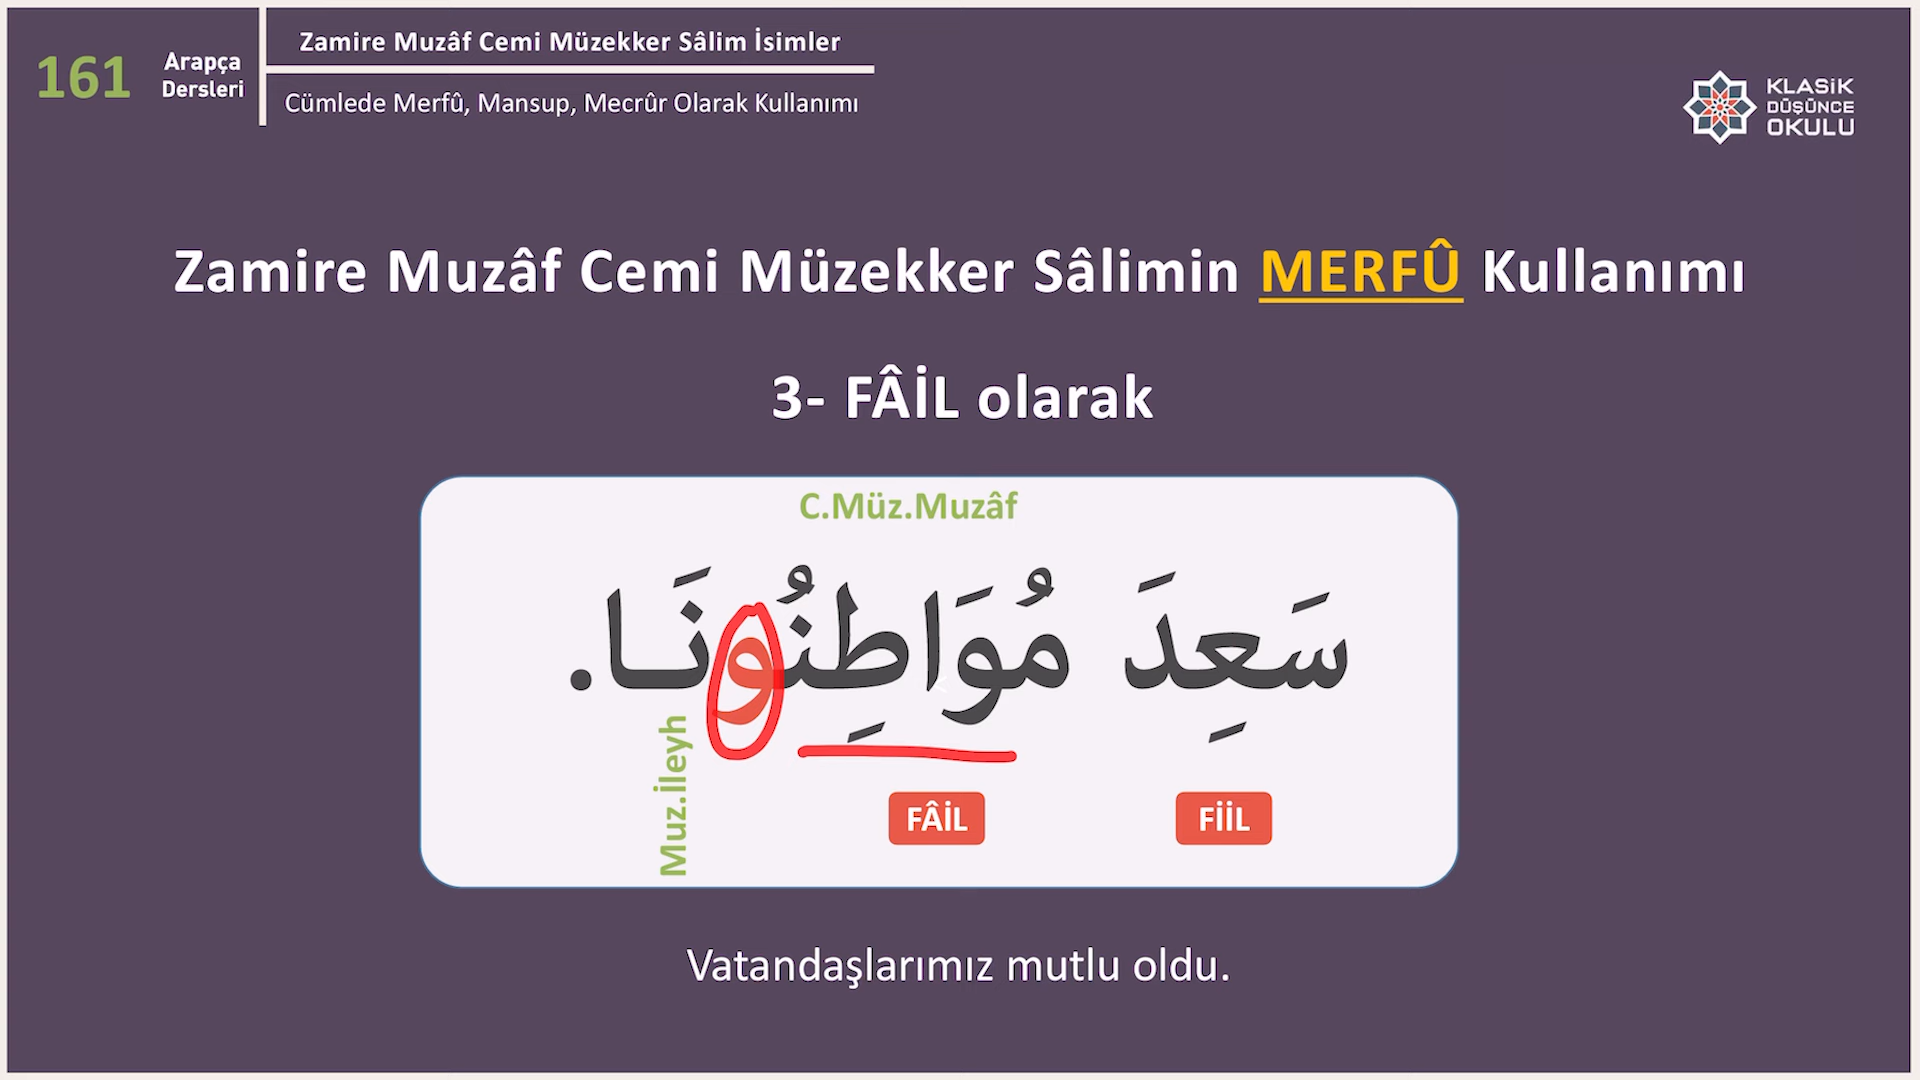 161
Arapça
Dersleri
Zamire Muzâf Cemi Müzekker Sâlim İsimler
Cümlede Merfû, Mansup, Mecrûr Olarak Kullanımı
KLASİK
DÜŞÜNCE
OKULU
Zamire Muzâf Cemi Müzekker Sâlimin MERFÛ Kullanımı
3- FÂİL olarak
C.Müz.Muzâf
سَعِدَ مُوَاطِنُونَا.
Muz.İleyh
FÂİL
FİİL
Vatandaşlarımız mutlu oldu.